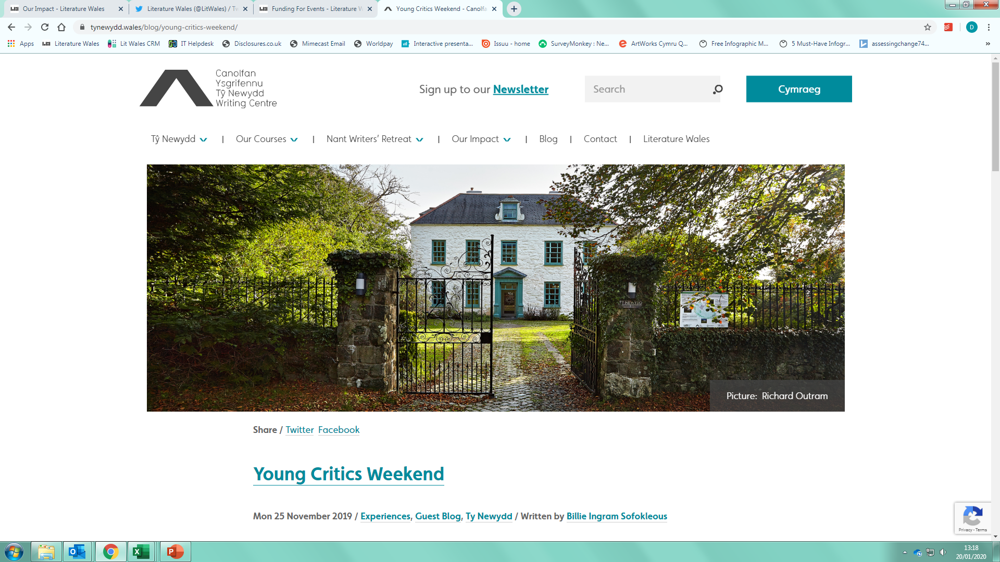 Our Impact - Literature Wales
Literature Wales (@LitWales) / Tw
Funding For Events - Literature W
Young Critics Weekend - Canolfa
tynewydd.wales/blog/young-critics-weekend/
D
Apps
Literature Wales
Lit Wales CRM
IT Helpdesk
Disclosures.co.uk
Mimecast Email
Worldpay
Interactive presenta...
Issuu - home
SurveyMonkey : Ne...
ArtWorks Cymru Q...
Free Infographic M...
5 Must-Have Infogr...
assessingchange74...
Canolfan
Ysgrifennu
Tŷ Newydd
Writing Centre
Sign up to our Newsletter
Search
Cymraeg
Tŷ Newydd | Our Courses | Nant Writers' Retreat | Our Impact | Blog | Contact | Literature Wales
TŶ NEWYDD
Picture: Richard Outram
Share / Twitter Facebook
Young Critics Weekend
Mon 25 November 2019 / Experiences, Guest Blog, Ty Newydd / Written by Billie Ingram Sofokleous
Privacy - Terms
13:18
20/01/2020